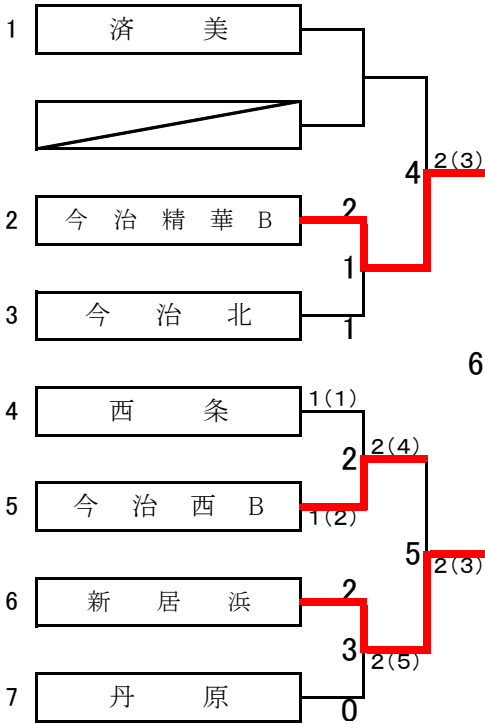 1 済 美
4 2(3)
2 今 治 精 華 B 2
1
3 今 治 北 1
6
4 西 条 1(1)
2 2(4)
5 今 治 西 B 1(2)
5 2(3)
6 新 居 浜 2
3 2(5)
7 丹 原 0